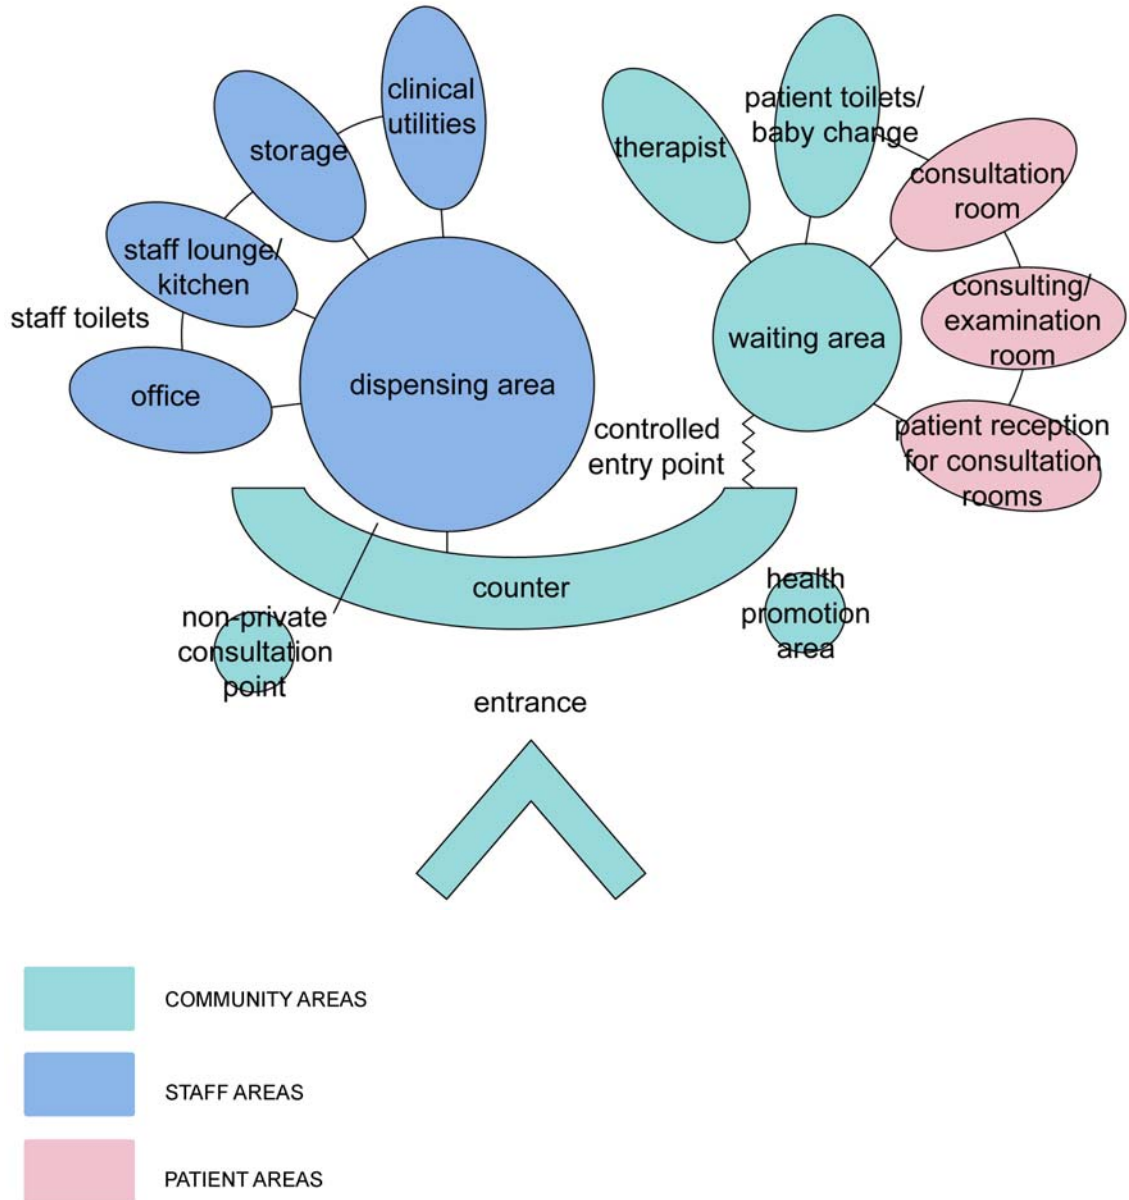 clinical
utilities
storage
staff lounge/
kitchen
staff toilets
office
dispensing area
therapist
patient toilets/
baby change
consultation
room
consulting/
examination
room
waiting area
patient reception
for consultation
rooms
controlled
entry point
counter
non-private
consultation
point
health
promotion
area
entrance
COMMUNITY AREAS
STAFF AREAS
PATIENT AREAS